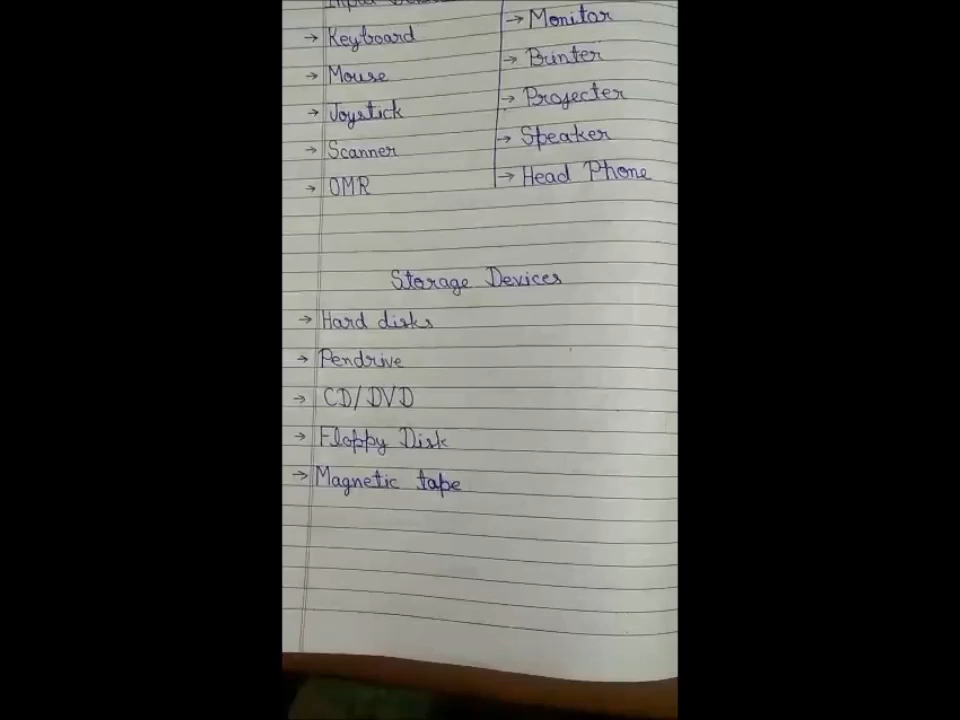 Input
→ Keyboard
→ Mouse
→ Joystick
→ Scanner
→ OMR
→ Monitor
→ Printer
→ Projecter
→ Speaker
→ Head Phone
Storage Devices
→ Hard disks
→ Pendrive
→ CD/DVD
→ Floppy Disk
→ Magnetic tape